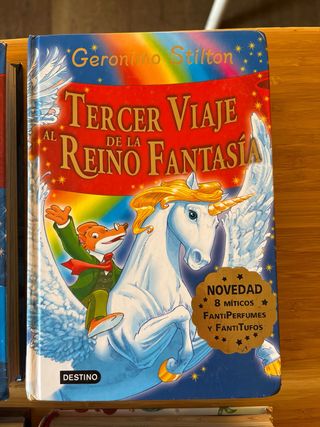 Geronimo Stilton
TERCER VIAJE
AL DE LA
REINO FANTASÍA
NOVEDAD
8 MÍTICOS
FANTIPERFUMES
Y FANTITUFOS
DESTINO